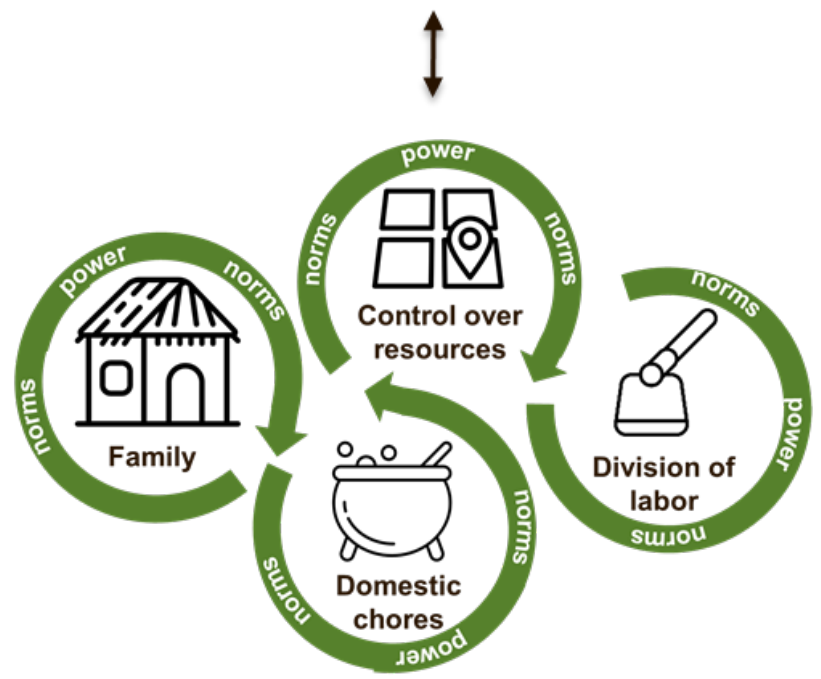 power
norms
norms
Control over
resources
power
norms
norms
Family
norms
power
norms
Division of
labor
norms
norms
power
Domestic
chores